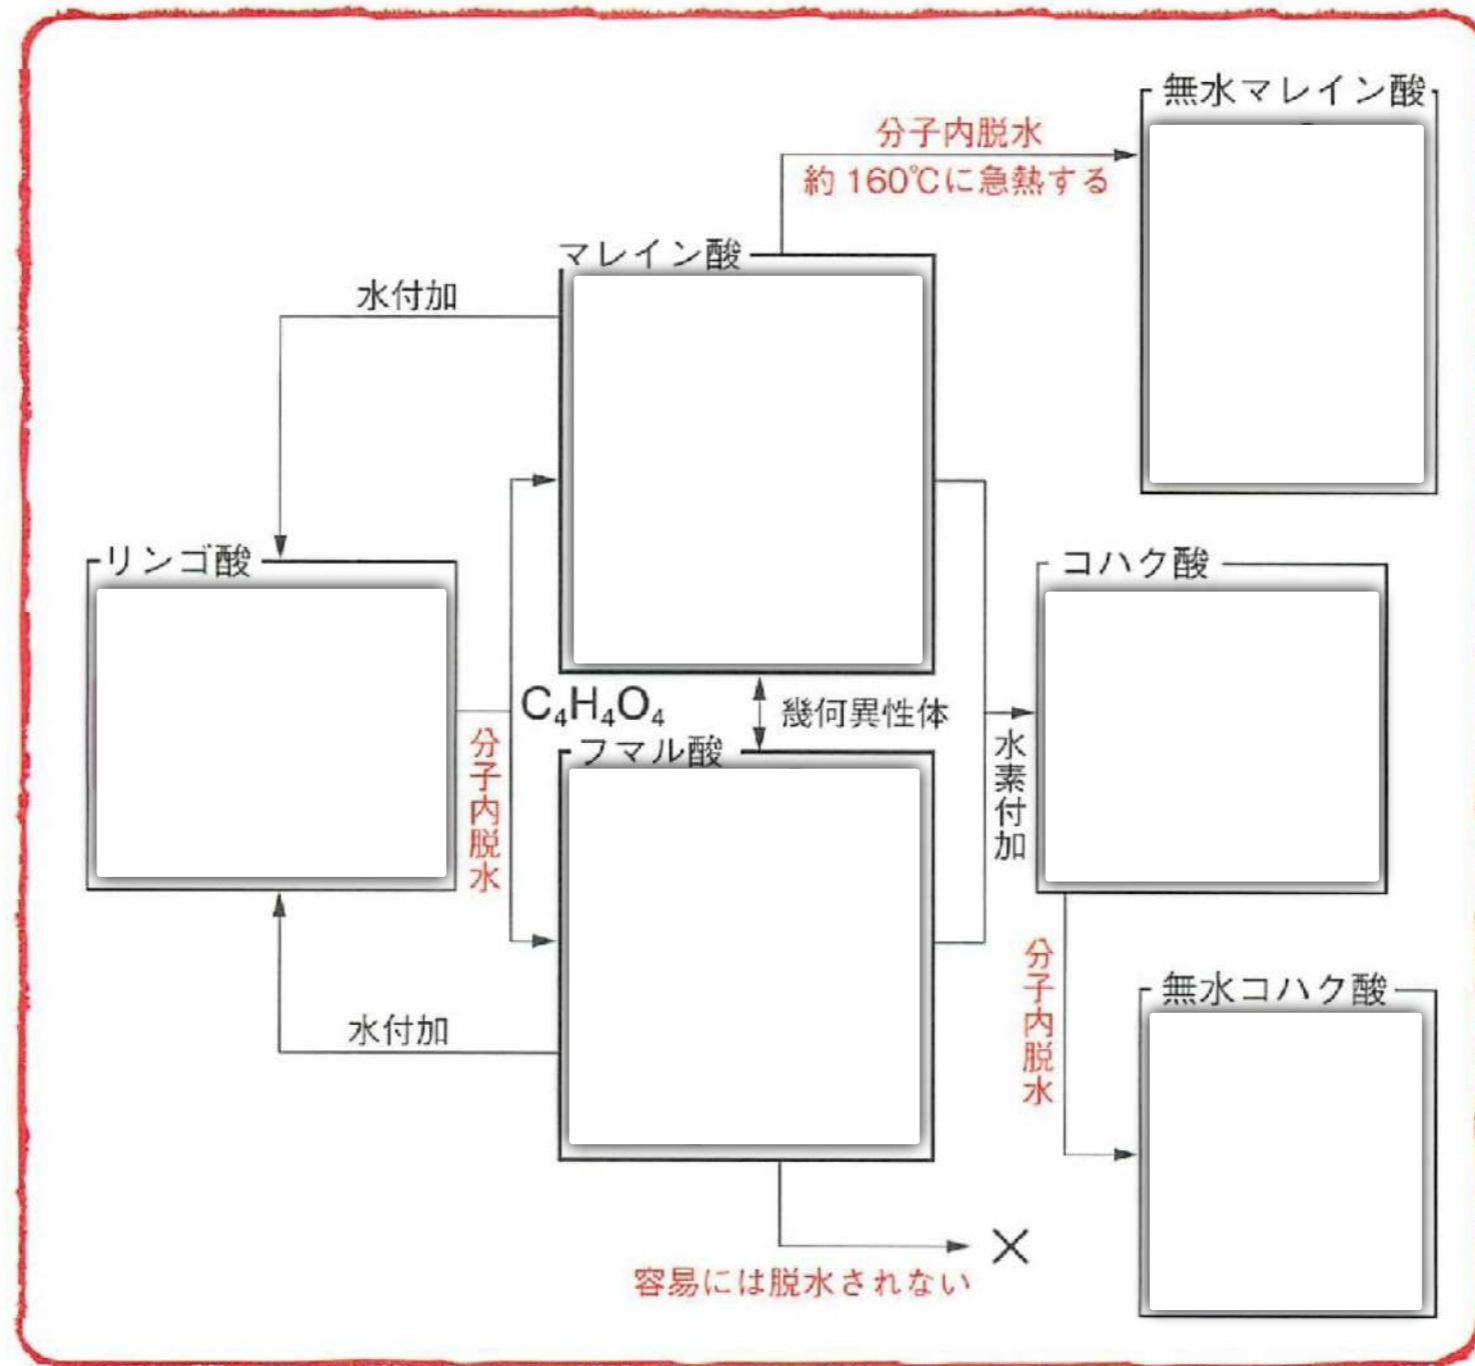 無水マレイン酸
分子内脱水
約160℃に急熱する
マレイン酸
水付加
リンゴ酸
コハク酸
C₄H₄O₄
幾何異性体
分子内脱水
フマル酸
水素付加
分子内脱水
無水コハク酸
水付加
×
容易には脱水されない